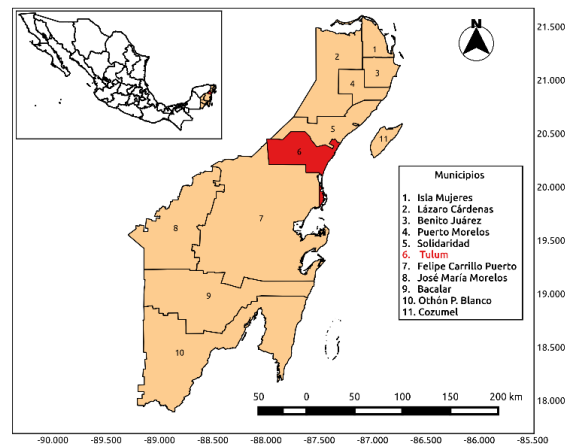 N
21.500
21.000
20.500
20.000
19.500
19.000
18.500
18.000
1
2
3
4
5
6
7
8
9
10
11
Municipios
1. Isla Mujeres
2. Lázaro Cárdenas
3. Benito Juárez
4. Puerto Morelos
5. Solidaridad
6. Tulum
7. Felipe Carrillo Puerto
8. José María Morelos
9. Bacalar
10. Othón P. Blanco
11. Cozumel
50 0 50 100 150 200 km
-90.000 -89.500 -89.000 -88.500 -88.000 -87.500 -87.000 -86.500 -86.000 -85.500